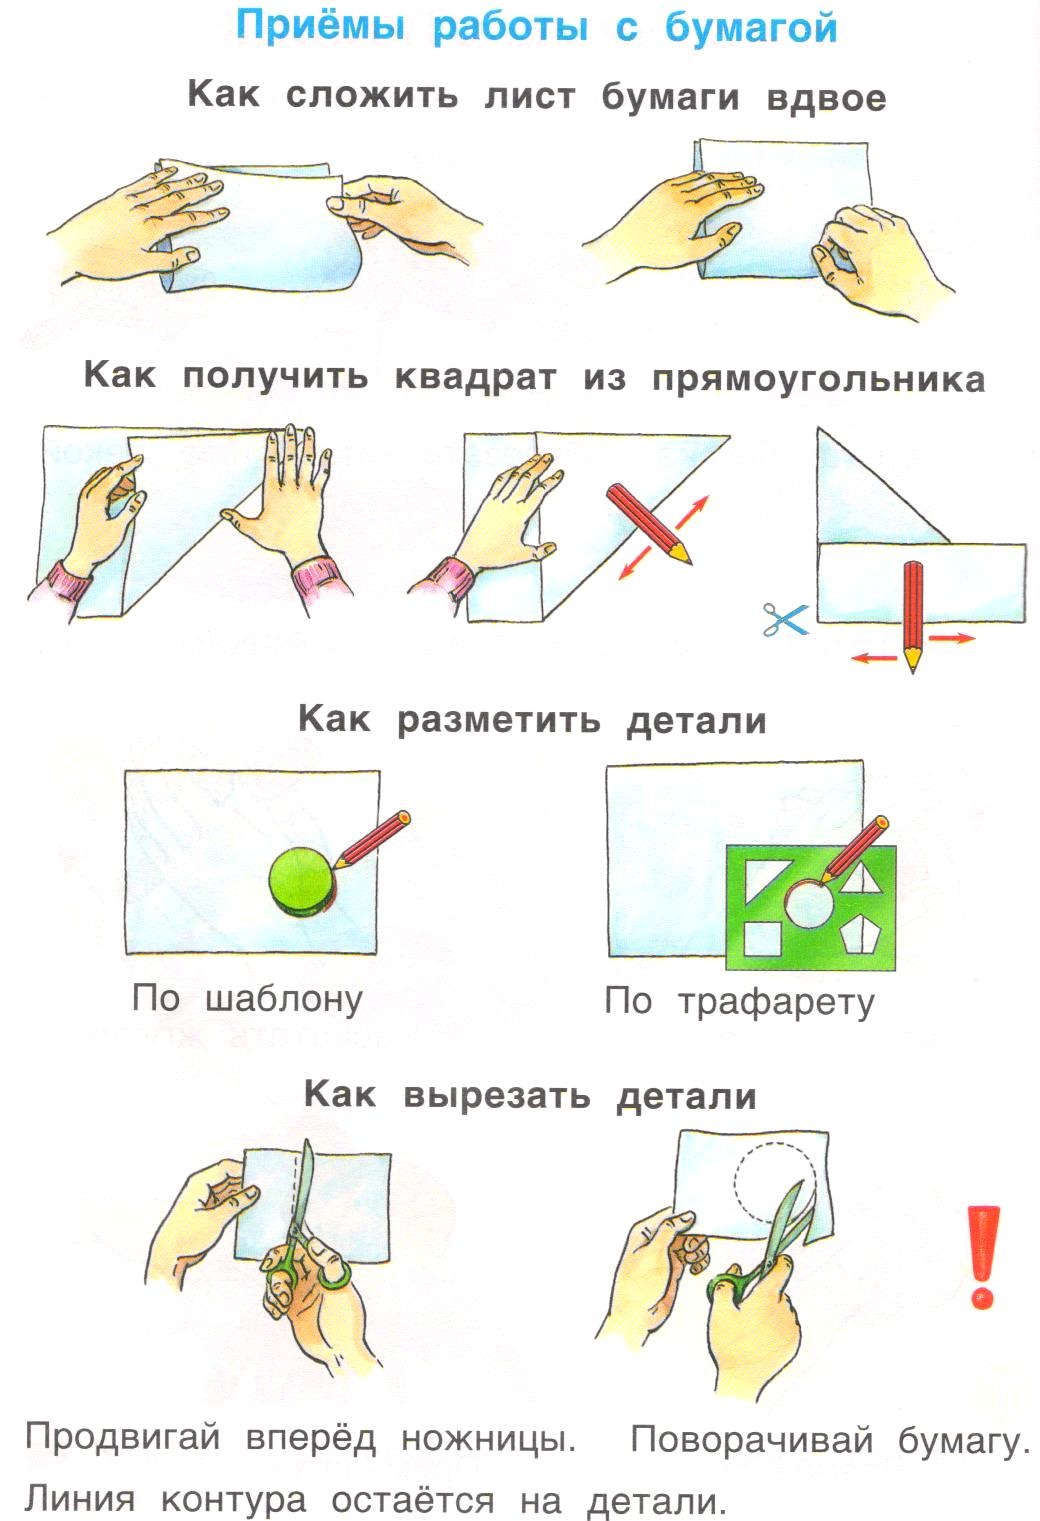 Приёмы работы с бумагой
Как сложить лист бумаги вдвое
Как получить квадрат из прямоугольника
Как разметить детали
По шаблону
По трафарету
Как вырезать детали
!
Продвигай вперёд ножницы. Поворачивай бумагу.
Линия контура остаётся на детали.